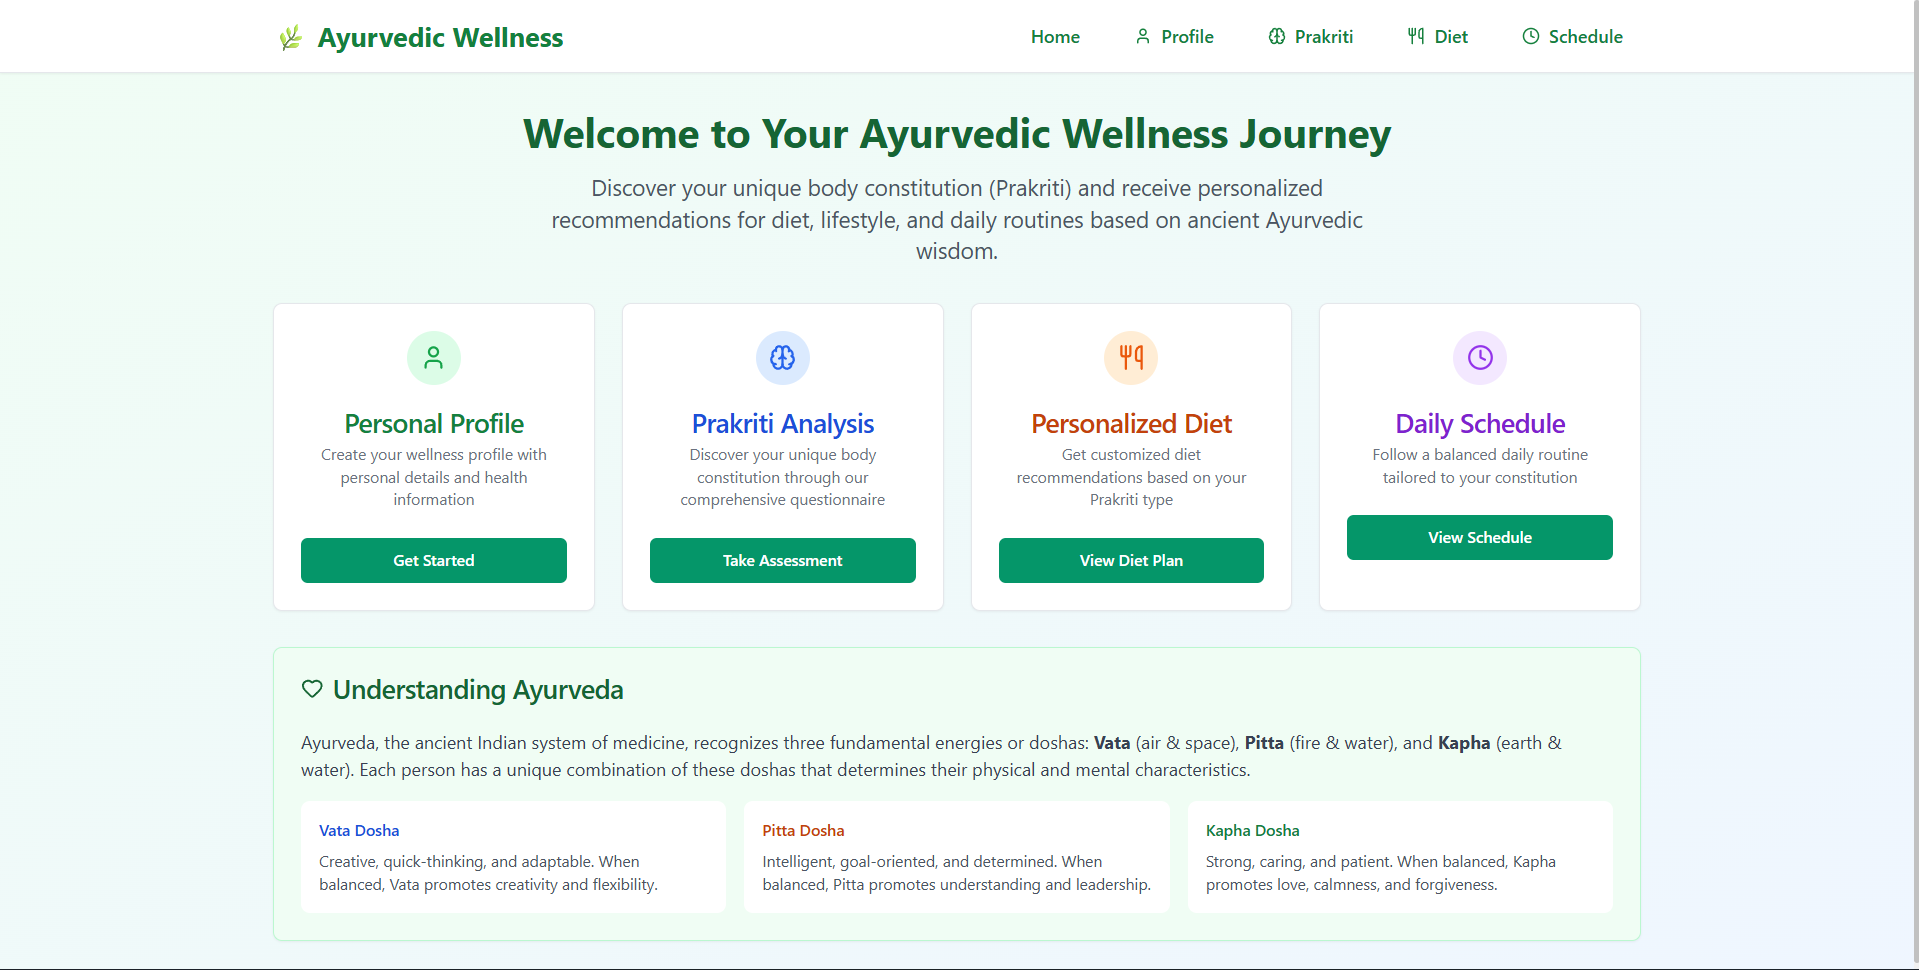 Ayurvedic Wellness
Home
Profile
Prakriti
Diet
Schedule
Welcome to Your Ayurvedic Wellness Journey
Discover your unique body constitution (Prakriti) and receive personalized
recommendations for diet, lifestyle, and daily routines based on ancient Ayurvedic
wisdom.
Personal Profile
Create your wellness profile with
personal details and health
information
Get Started
Prakriti Analysis
Discover your unique body
constitution through our
comprehensive questionnaire
Take Assessment
Personalized Diet
Get customized diet
recommendations based on your
Prakriti type
View Diet Plan
Daily Schedule
Follow a balanced daily routine
tailored to your constitution
View Schedule
Understanding Ayurveda
Ayurveda, the ancient Indian system of medicine, recognizes three fundamental energies or doshas: Vata (air & space), Pitta (fire & water), and Kapha (earth &
water). Each person has a unique combination of these doshas that determines their physical and mental characteristics.
Vata Dosha
Creative, quick-thinking, and adaptable. When
balanced, Vata promotes creativity and flexibility.
Pitta Dosha
Intelligent, goal-oriented, and determined. When
balanced, Pitta promotes understanding and leadership.
Kapha Dosha
Strong, caring, and patient. When balanced, Kapha
promotes love, calmness, and forgiveness.